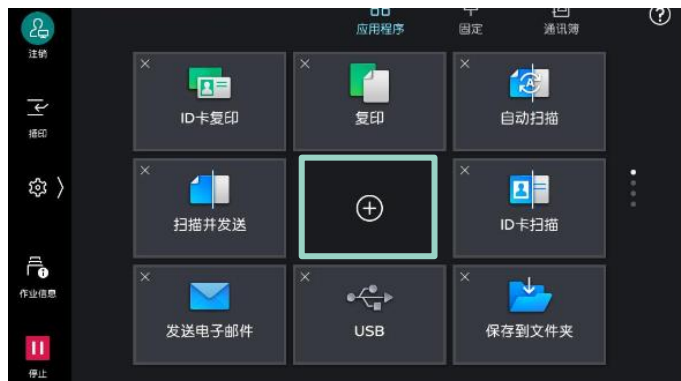 应用程序
固定
通讯簿
注销
插印
作业信息
停止
ID卡复印
复印
自动扫描
扫描并发送
ID卡扫描
发送电子邮件
USB
保存到文件夹